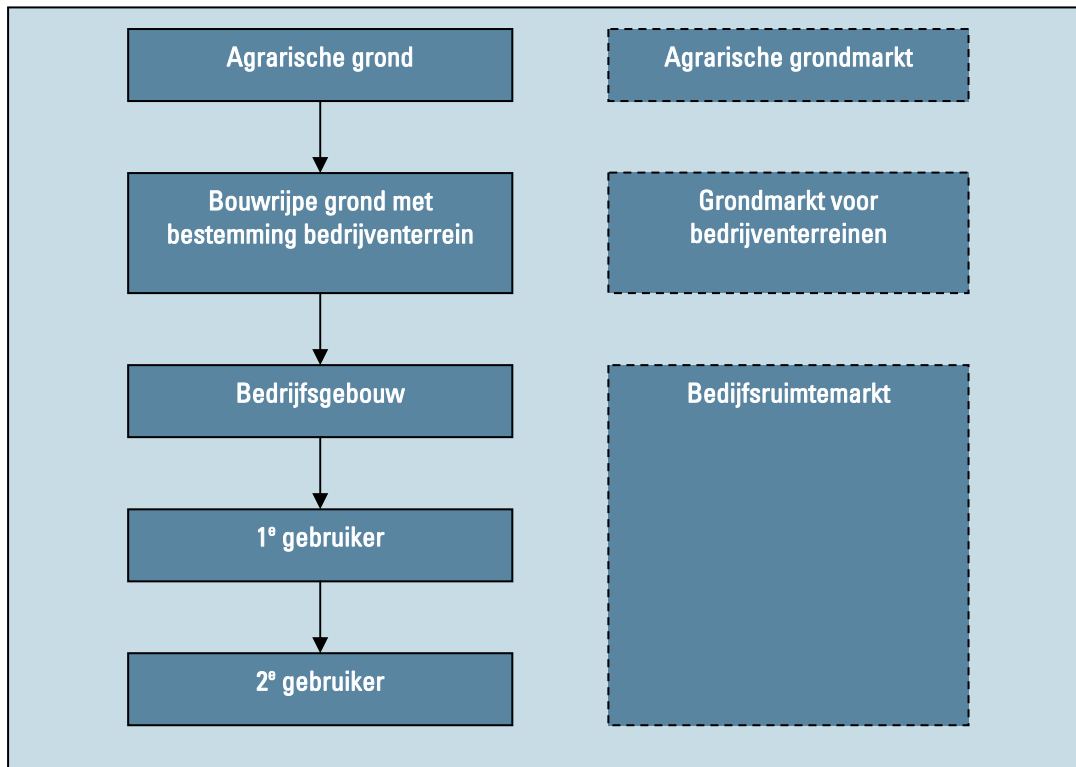 Agrarische grond
Agrarische grondmarkt
Bouwrijpe grond met
bestemming bedrijventerrein
Grondmarkt voor
bedrijventerreinen
Bedrijfsgebouw
Bedijfsruimtemarkt
1ᵉ gebruiker
2ᵉ gebruiker